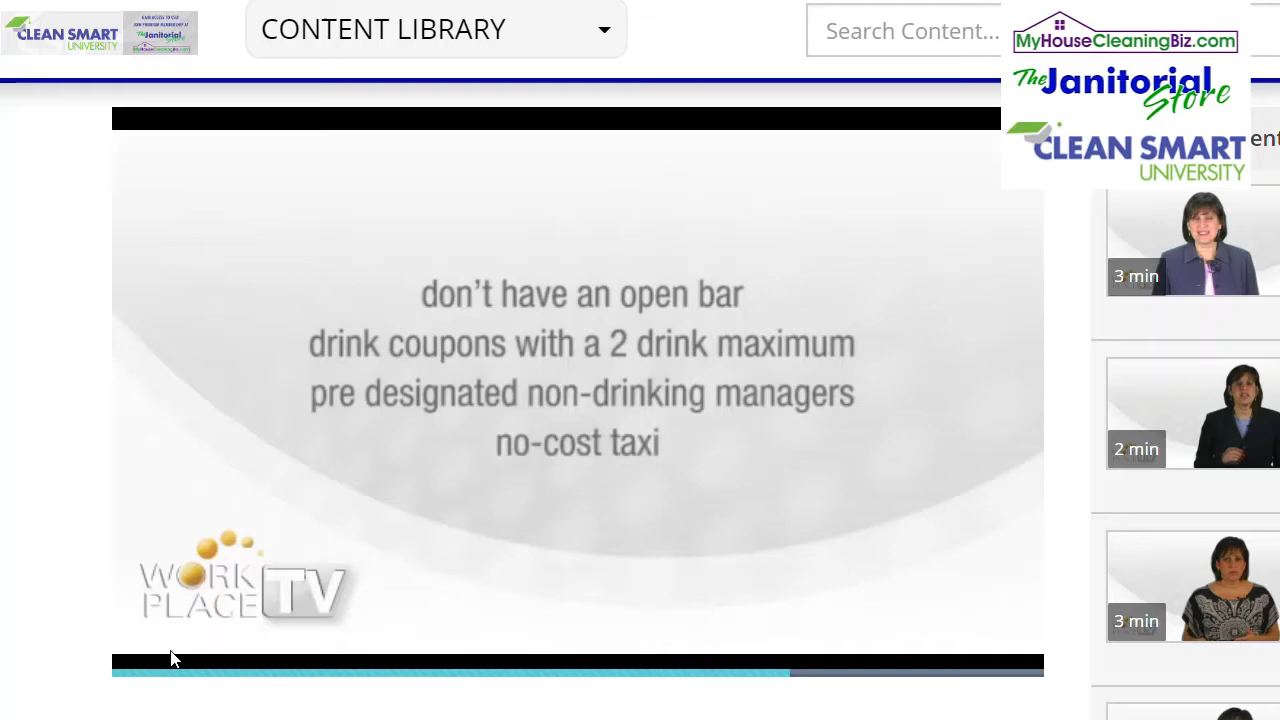 CLEAN SMART
UNIVERSITY
CONTENT LIBRARY
Search Content...
MyHouseCleaningBiz.com
The Janitorial
Store
CLEAN SMART
UNIVERSITY
don't have an open bar
drink coupons with a 2 drink maximum
pre designated non-drinking managers
no-cost taxi
WORK
PLACE TV
3 min
2 min
3 min